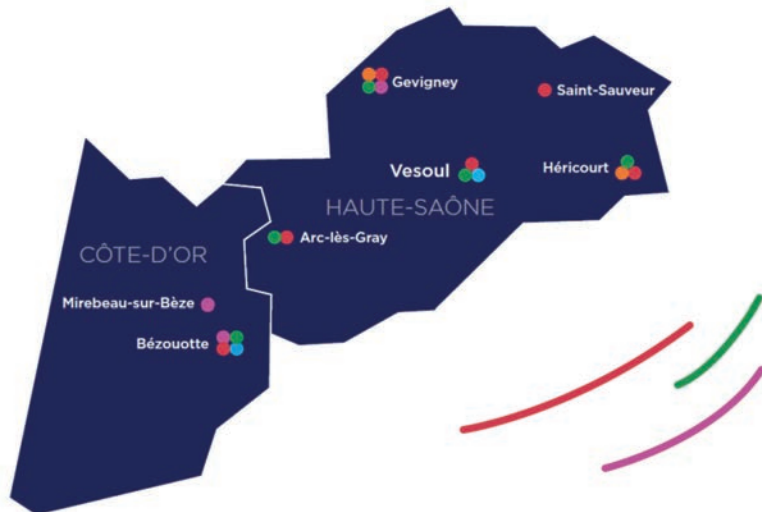 Gevigney
Saint-Sauveur
Vesoul
Héricourt
HAUTE-SAÔNE
Arc-lès-Gray
CÔTE-D'OR
Mirebeau-sur-Bèze
Bézouotte